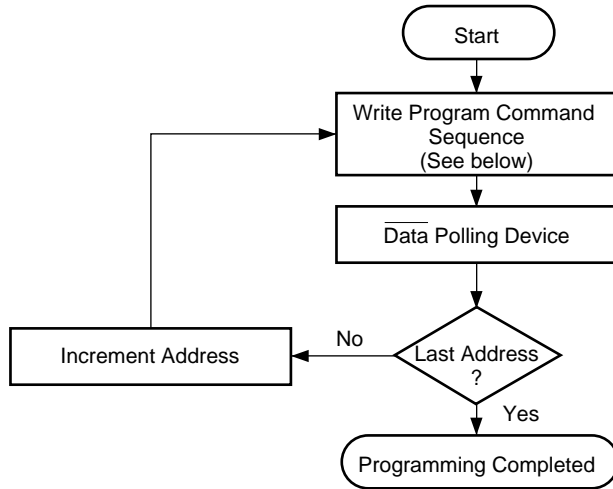 Start
Write Program Command
Sequence
(See below)
Data Polling Device
Last Address
?
No
Increment Address
Yes
Programming Completed